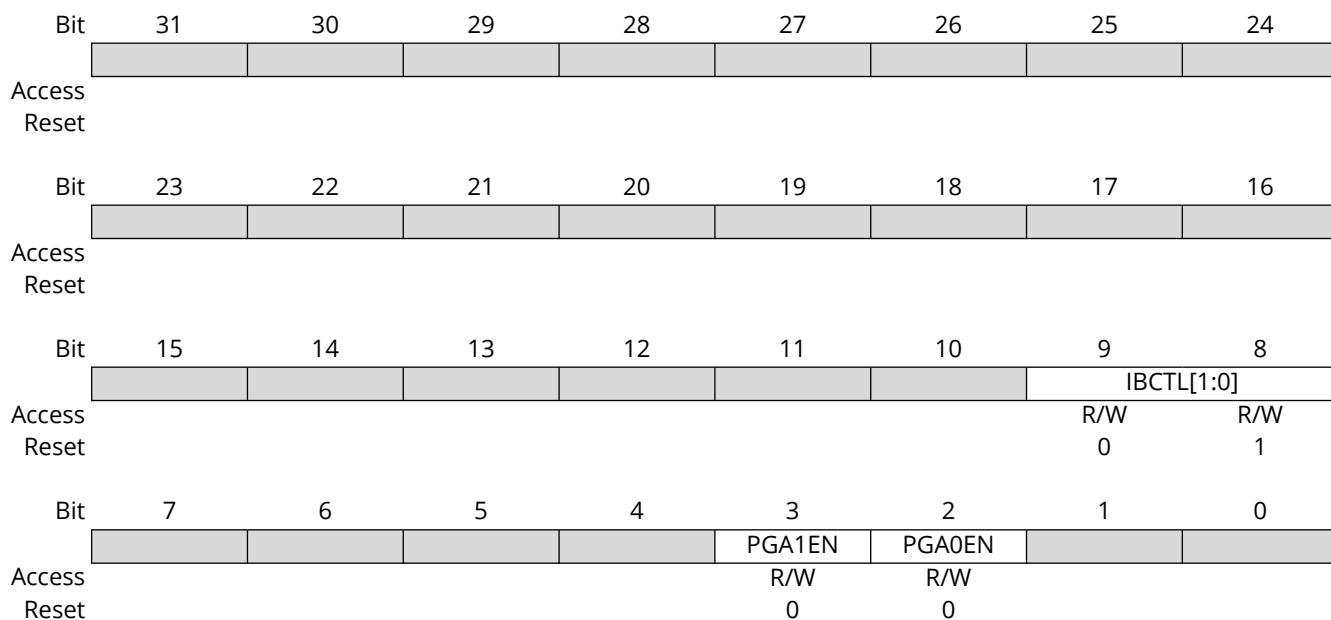 Bit 31 30 29 28 27 26 25 24
Access
Reset
Bit 23 22 21 20 19 18 17 16
Access
Reset
Bit 15 14 13 12 11 10 9 8
IBCTL[1:0]
Access R/W R/W
Reset 0 1
Bit 7 6 5 4 3 2 1 0
PGA1EN PGA0EN
Access R/W R/W
Reset 0 0